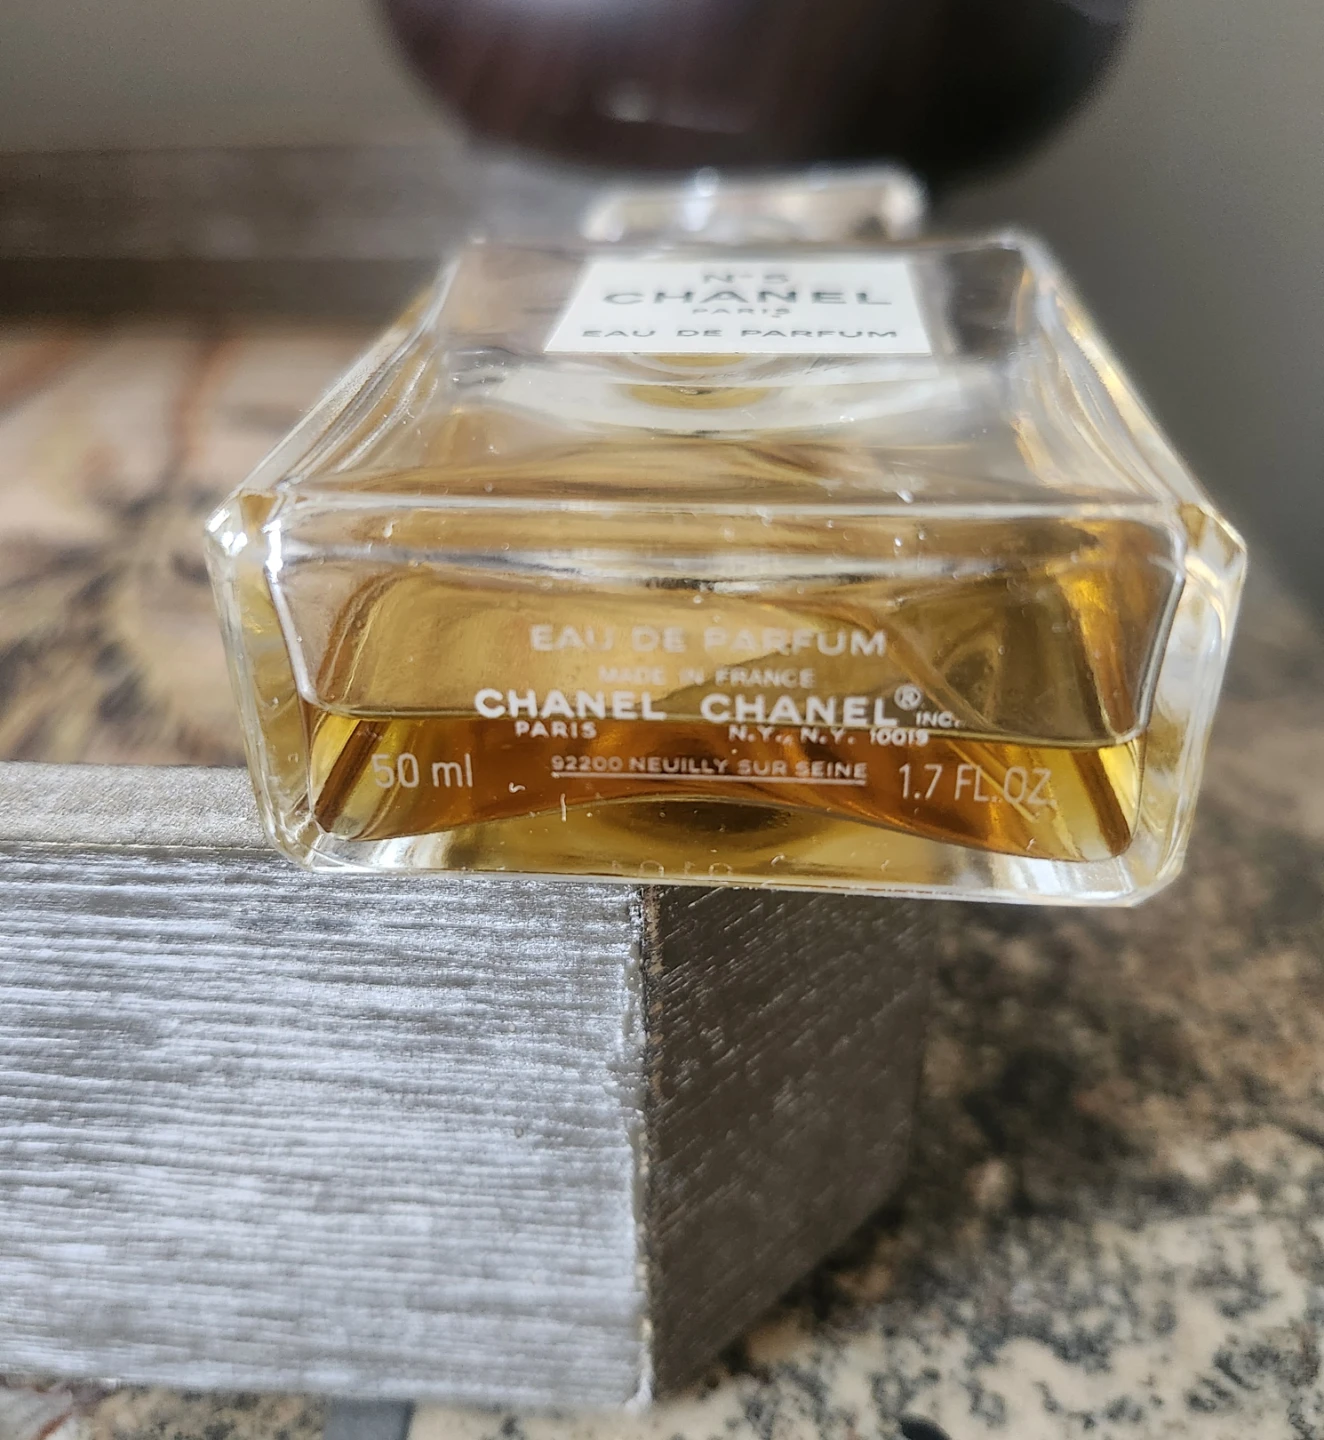 N°5
CHANEL
PARIS
EAU DE PARFUM
EAU DE PARFUM
MADE IN FRANCE
CHANEL CHANEL® INC.
PARIS N.Y., N.Y. 10019
50 ml 92200 NEUILLY SUR SEINE 1.7 FL.OZ.